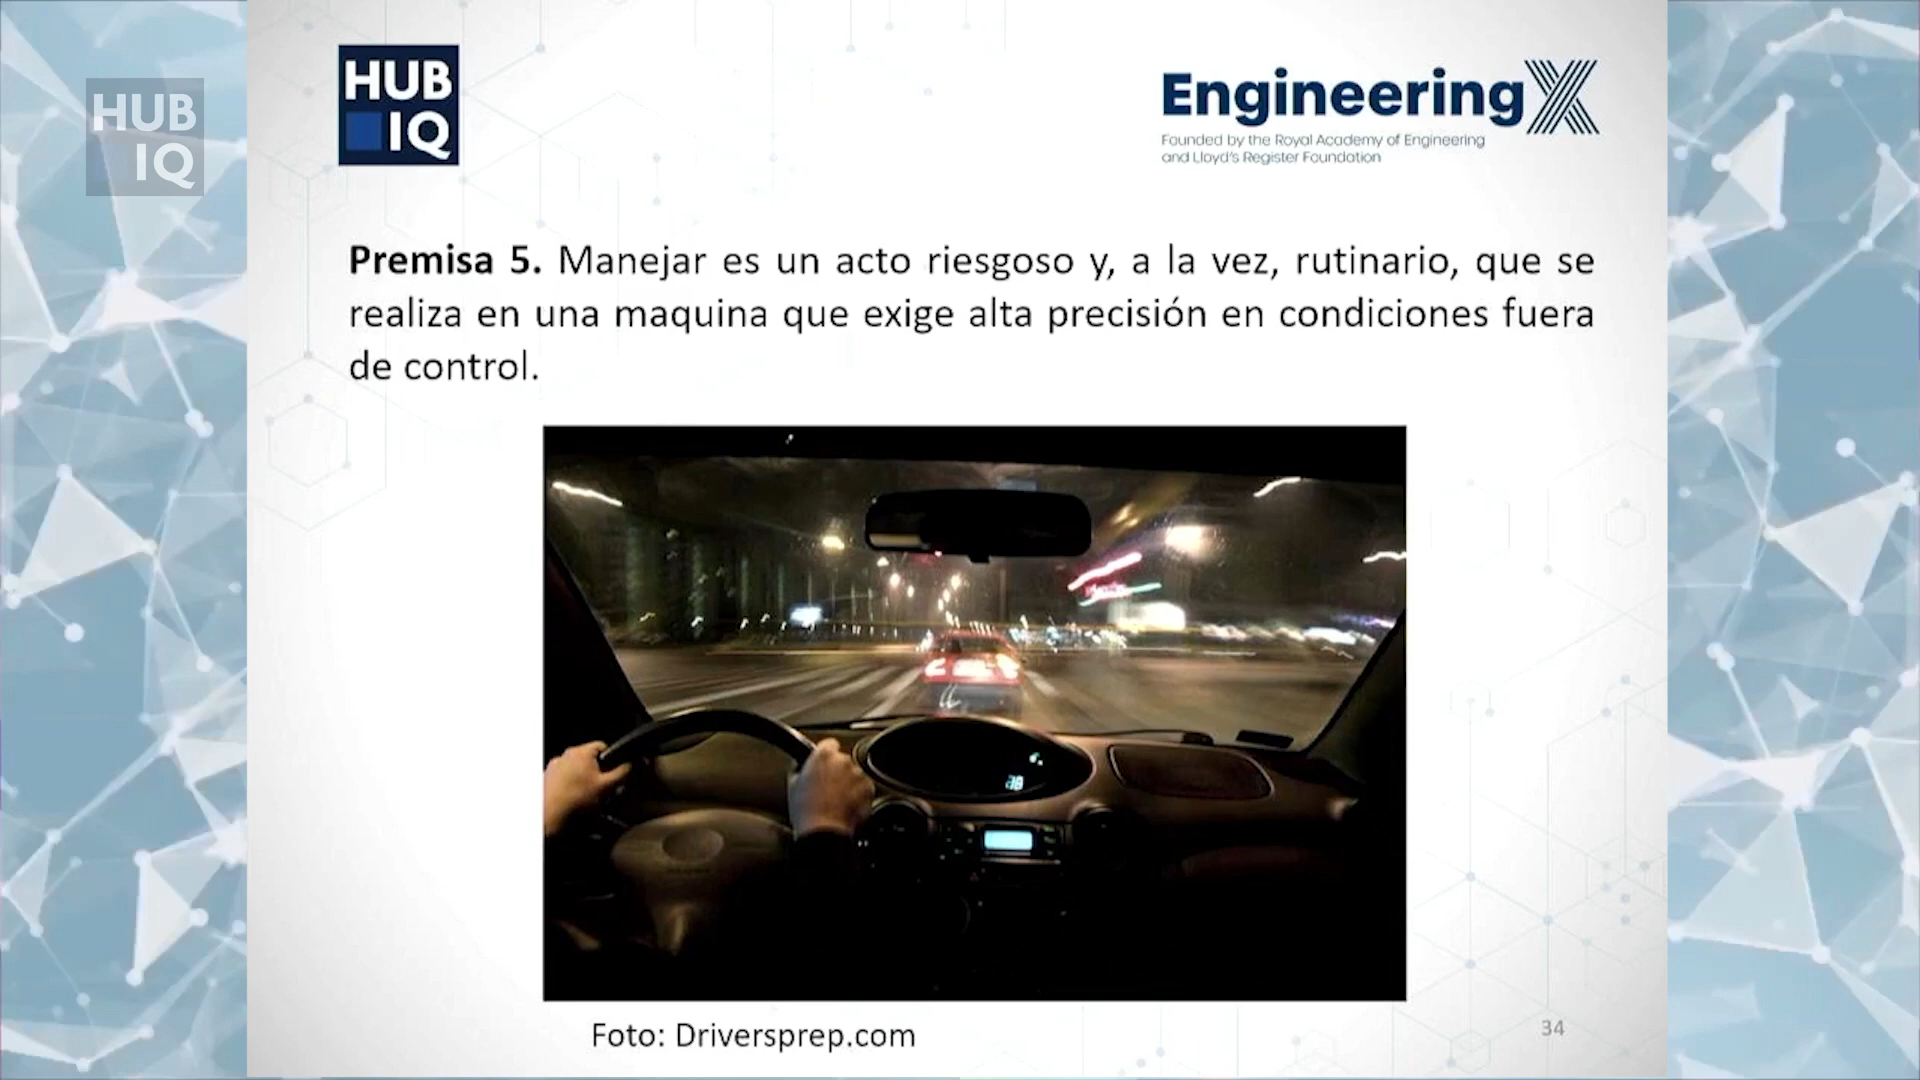 HUB
IQ
HUB
IQ
EngineeringX
Founded by the Royal Academy of Engineering
and Lloyd's Register Foundation
Premisa 5. Manejar es un acto riesgoso y, a la vez, rutinario, que se
realiza en una maquina que exige alta precisión en condiciones fuera
de control.
Foto: Driversprep.com
34